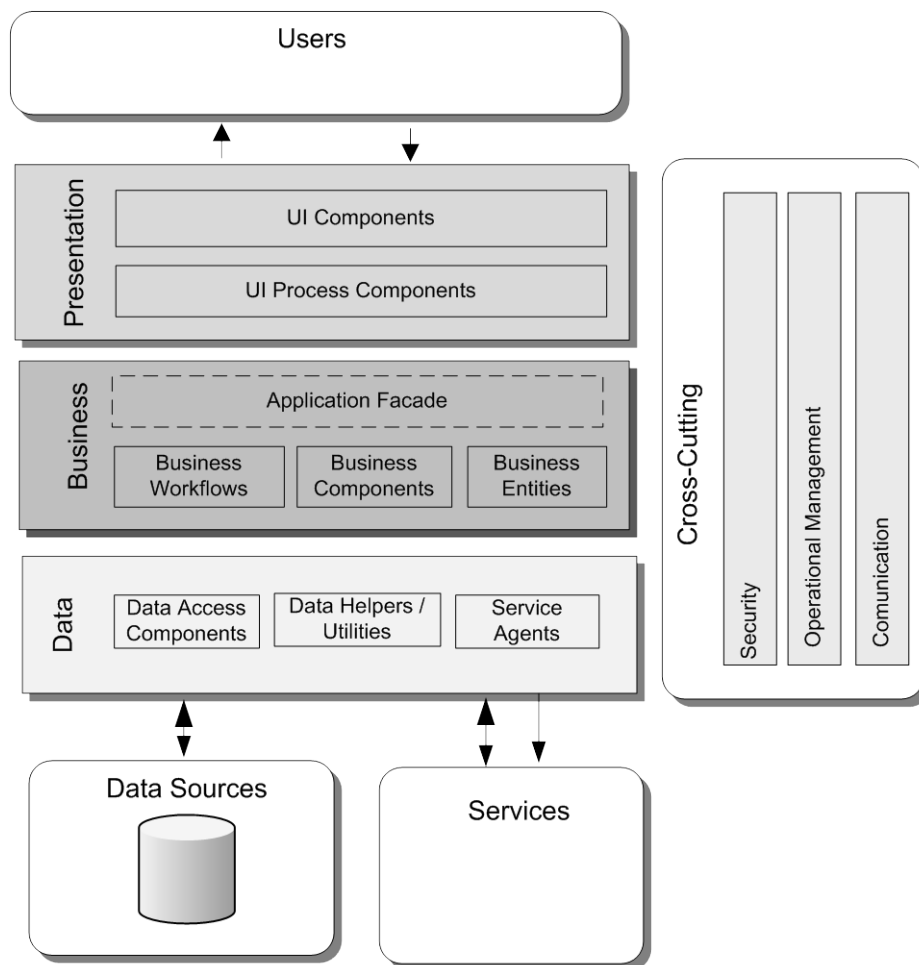 Users
Presentation
UI Components
UI Process Components
Business
Application Facade
Business
Workflows
Business
Components
Business
Entities
Data
Data Access
Components
Data Helpers /
Utilities
Service
Agents
Data Sources
Services
Cross-Cutting
Security
Operational Management
Comunication